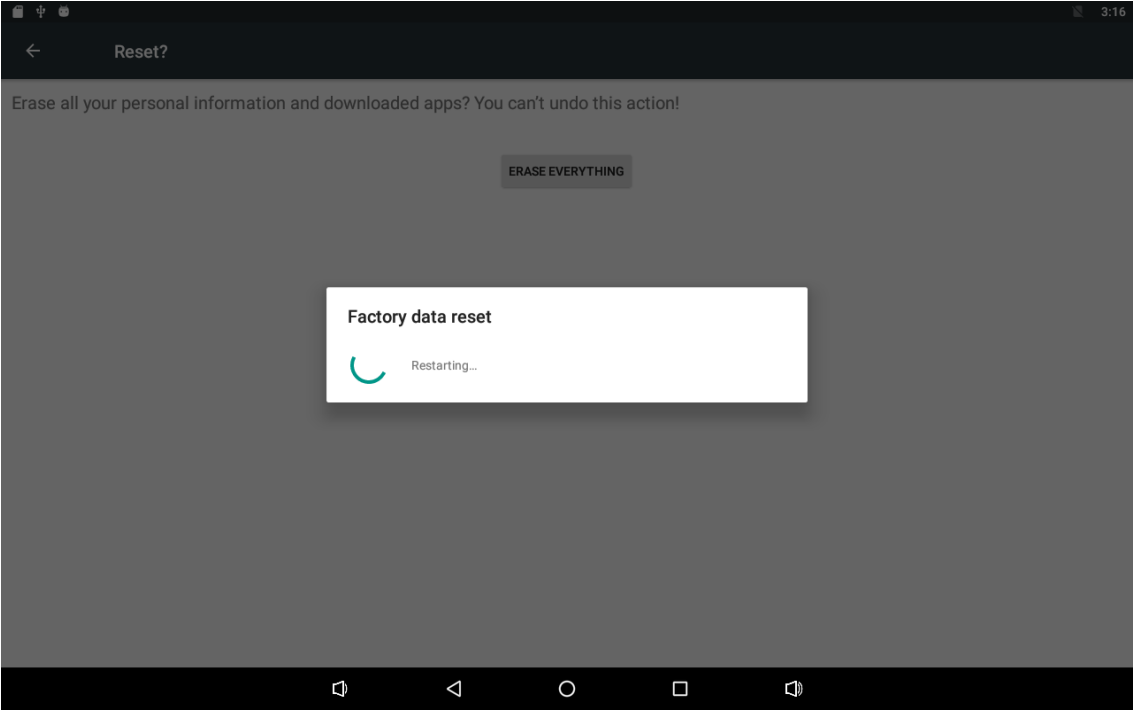 3:16
Reset?
Erase all your personal information and downloaded apps? You can’t undo this action!
ERASE EVERYTHING
Factory data reset
Restarting…